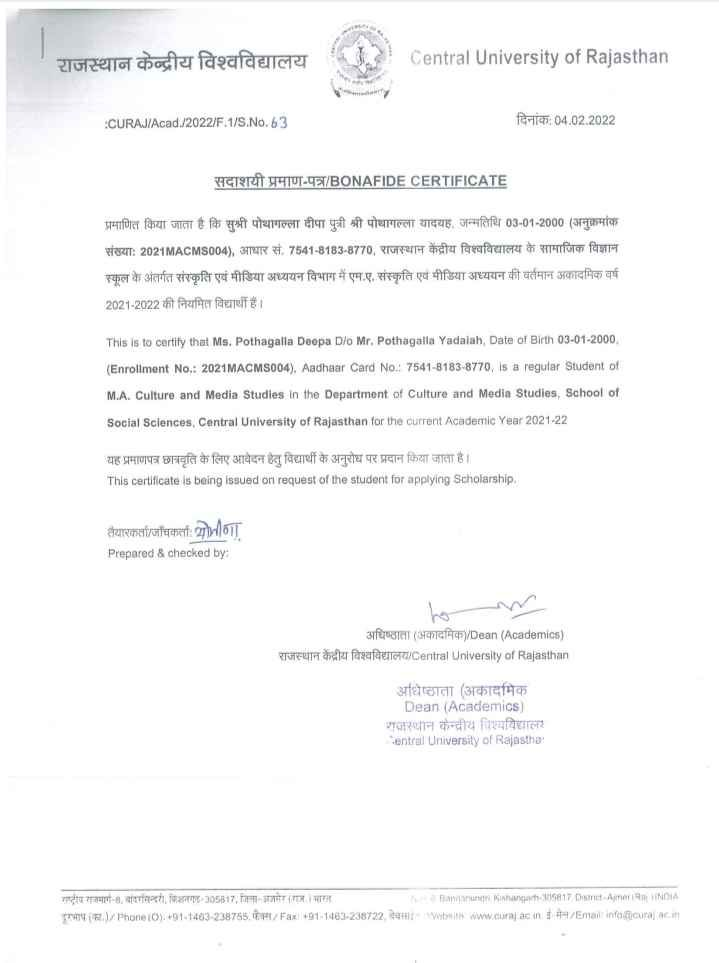 राजस्थान केन्द्रीय विश्वविद्यालय
Central University of Rajasthan
:CURAJ/Acad./2022/F.1/S.No. 63
दिनांक: 04.02.2022
सदाशयी प्रमाण-पत्र/BONAFIDE CERTIFICATE
प्रमाणित किया जाता है कि सुश्री पोथागल्ला दीपा पुत्री श्री पोथागल्ला यादयह, जन्मतिथि 03-01-2000 (अनुक्रमांक
संख्या: 2021MACMS004), आधार सं. 7541-8183-8770, राजस्थान केंद्रीय विश्वविद्यालय के सामाजिक विज्ञान
स्कूल के अंतर्गत संस्कृति एवं मीडिया अध्ययन विभाग में एम.ए. संस्कृति एवं मीडिया अध्ययन की वर्तमान अकादमिक वर्ष
2021-2022 की नियमित विद्यार्थी हैं।
This is to certify that Ms. Pothagalla Deepa D/o Mr. Pothagalla Yadaiah, Date of Birth 03-01-2000,
(Enrollment No.: 2021MACMS004), Aadhaar Card No.: 7541-8183-8770, is a regular Student of
M.A. Culture and Media Studies in the Department of Culture and Media Studies, School of
Social Sciences, Central University of Rajasthan for the current Academic Year 2021-22
यह प्रमाणपत्र छात्रवृति के लिए आवेदन हेतु विद्यार्थी के अनुरोध पर प्रदान किया जाता है।
This certificate is being issued on request of the student for applying Scholarship.
तैयारकर्ता/जाँचकर्ता:
Prepared & checked by:
अधिष्ठाता (अकादमिक)/Dean (Academics)
राजस्थान केंद्रीय विश्वविद्यालय/Central University of Rajasthan
अधिष्ठाता (अकादमिक
Dean (Academics)
राजस्थान केन्द्रीय विश्वविद्यालय
Central University of Rajasthan
राष्ट्रीय राजमार्ग-8, बांदरसिन्दरी, किशनगढ़-305817, जिला-अजमेर (राज.) भारत
Bandarsindri, Kishangarh-305817, District-Ajmer (Raj.) INDIA
दूरभाष (का.)/ Phone (O): +91-1463-238755, फैक्स / Fax: +91-1463-238722, Website: www.curaj.ac.in, ई-मेल/Email: info@curaj.ac.in